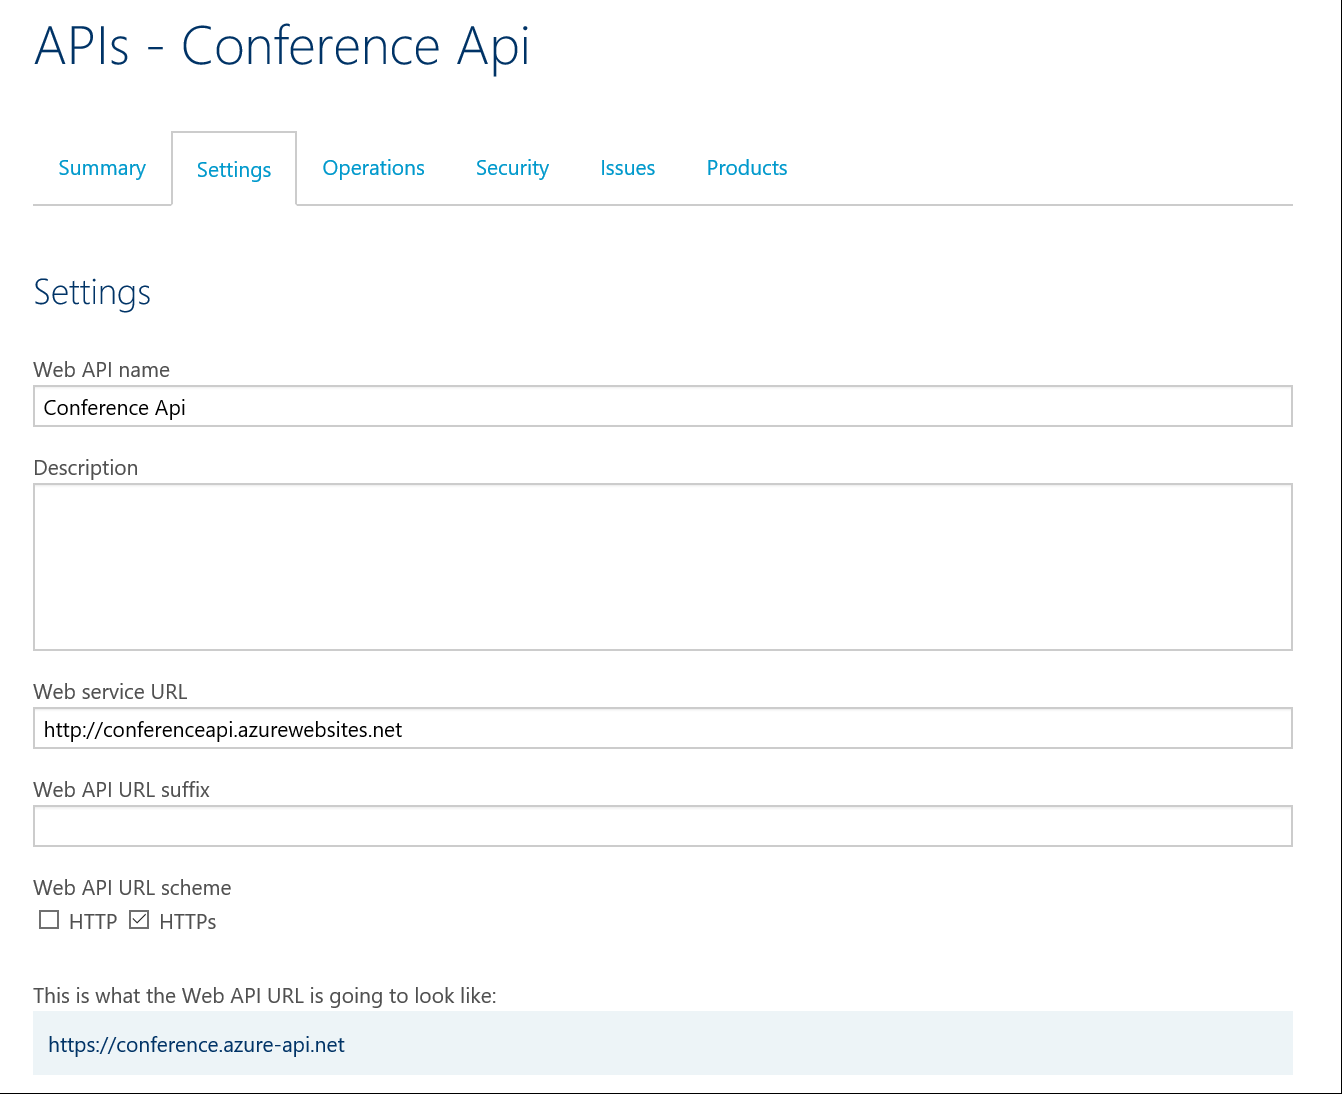 APIs - Conference Api
Summary Settings Operations Security Issues Products
Settings
Web API name
Conference Api
Description
Web service URL
http://conferenceapi.azurewebsites.net
Web API URL suffix
Web API URL scheme
HTTP HTTPs
This is what the Web API URL is going to look like:
https://conference.azure-api.net